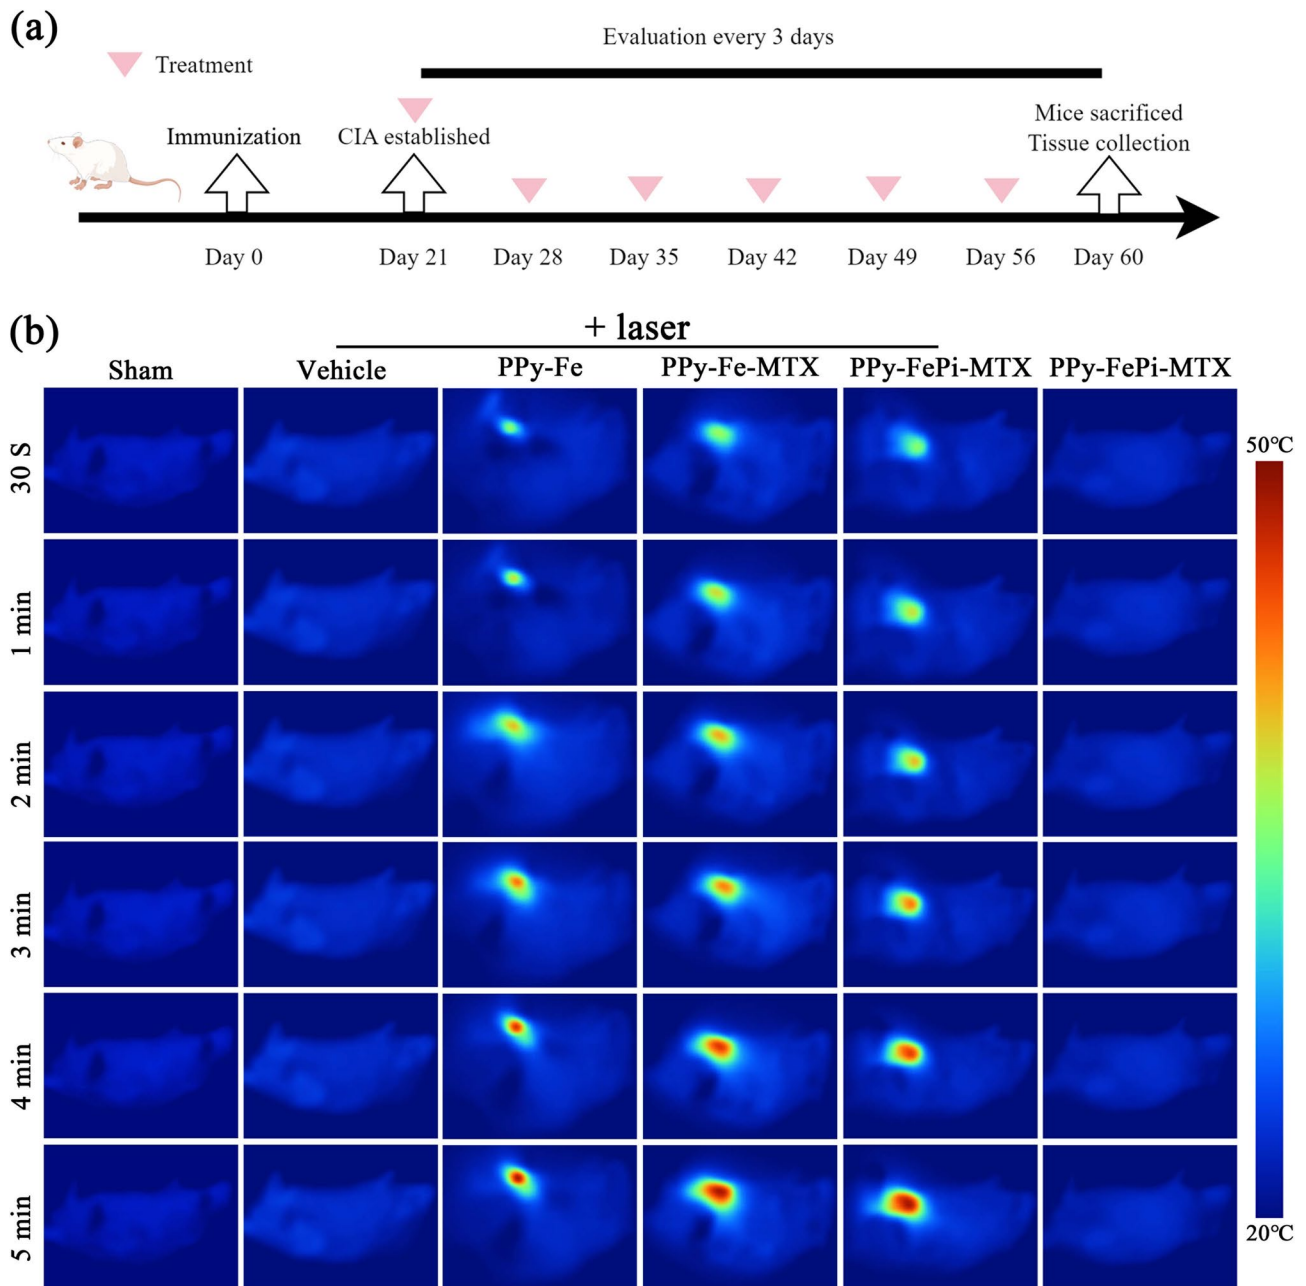 (a)
Evaluation every 3 days
Treatment
Immunization
CIA established
Mice sacrificed
Tissue collection
Day 0
Day 21
Day 28
Day 35
Day 42
Day 49
Day 56
Day 60
(b)
+ laser
Sham
Vehicle
PPy-Fe
PPy-Fe-MTX
PPy-FePi-MTX
PPy-FePi-MTX
30 S
1 min
2 min
3 min
4 min
5 min
50℃
20℃